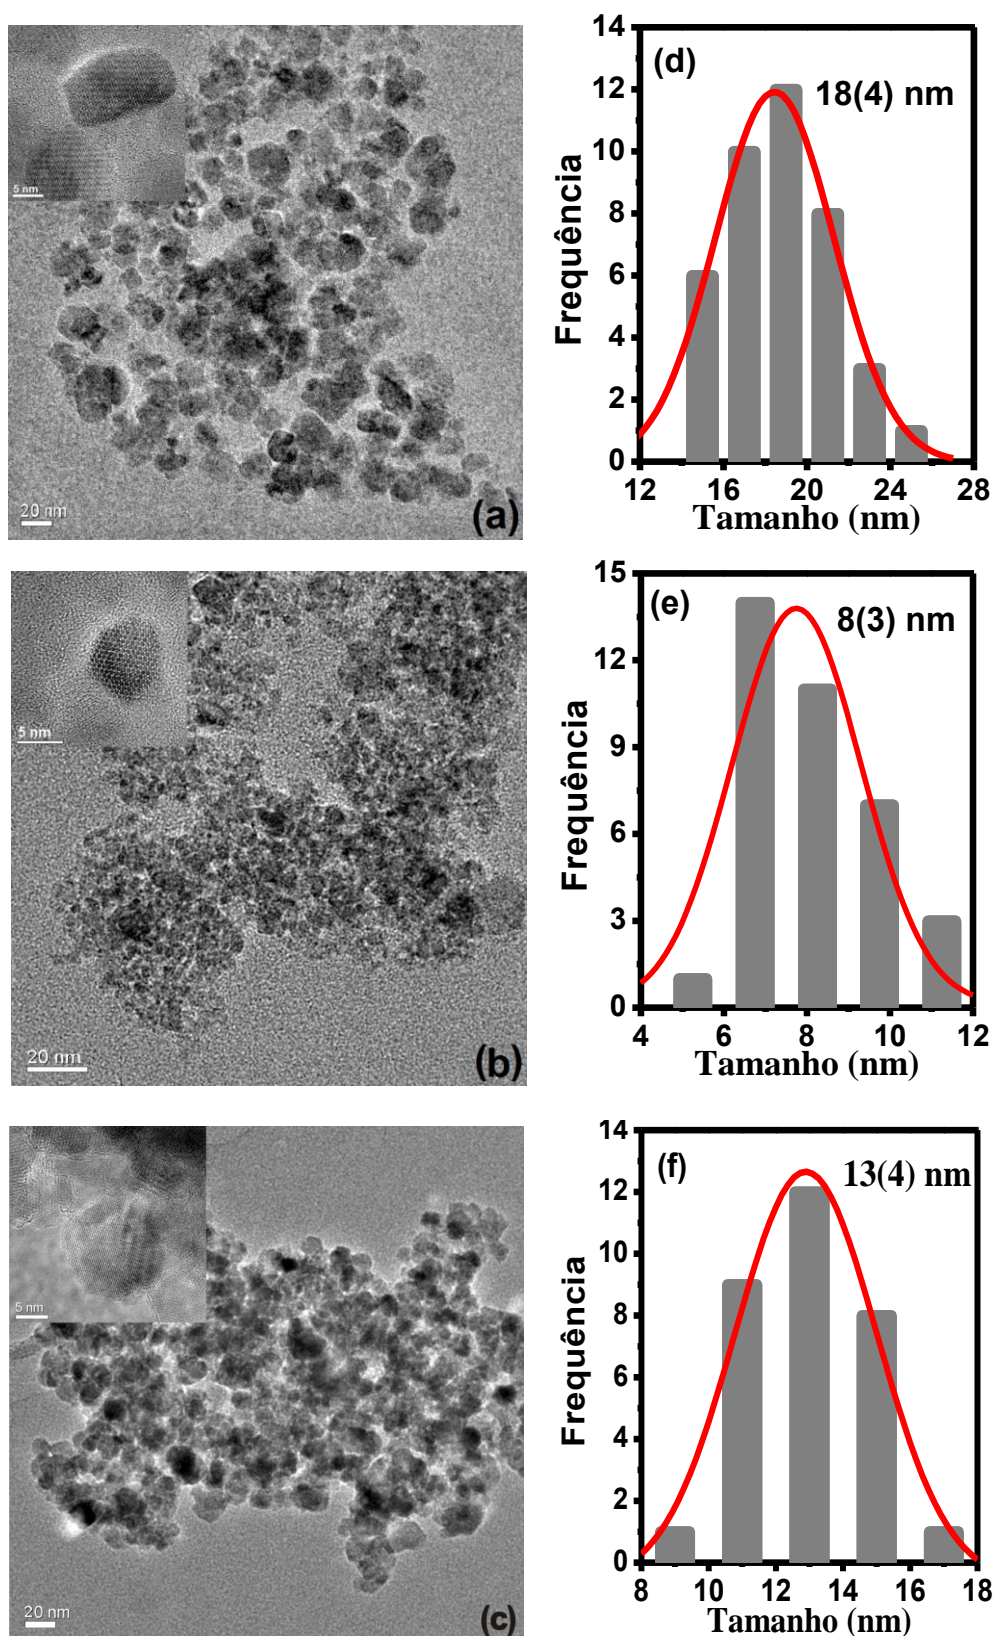 5 nm
20 nm
(a)
14
12
10
8
6
4
2
0
(d)
18(4) nm
Frequência
12 16 20 24 28
Tamanho (nm)
5 nm
20 nm
(b)
15
12
9
6
3
0
(e)
8(3) nm
Frequência
4 6 8 10 12
Tamanho (nm)
5 nm
20 nm
(c)
14
12
10
8
6
4
2
0
(f)
13(4) nm
Frequência
8 10 12 14 16 18
Tamanho (nm)